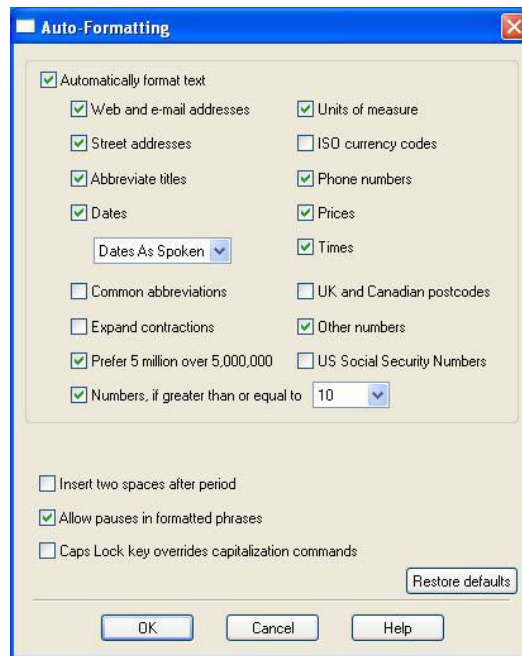 Auto-Formatting
Automatically format text
Web and e-mail addresses
Units of measure
Street addresses
ISO currency codes
Abbreviate titles
Phone numbers
Dates
Prices
Dates As Spoken
Times
Common abbreviations
UK and Canadian postcodes
Expand contractions
Other numbers
Prefer 5 million over 5,000,000
US Social Security Numbers
Numbers, if greater than or equal to 10
Insert two spaces after period
Allow pauses in formatted phrases
Caps Lock key overrides capitalization commands
Restore defaults
OK Cancel Help